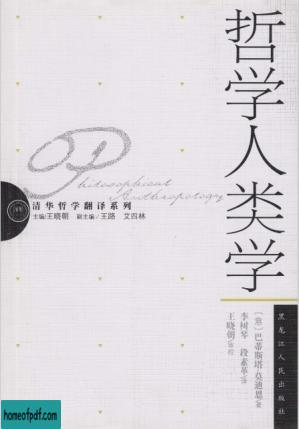 哲学人类学
Philosophical
Anthropology
清华哲学翻译系列
主编/王晓朝 副主编/王路 艾四林
〔意〕巴蒂斯塔·莫迪恩/著
李树琴 段素革/译
王晓朝/审校
黑龙江人民出版社
homeofpdf.com